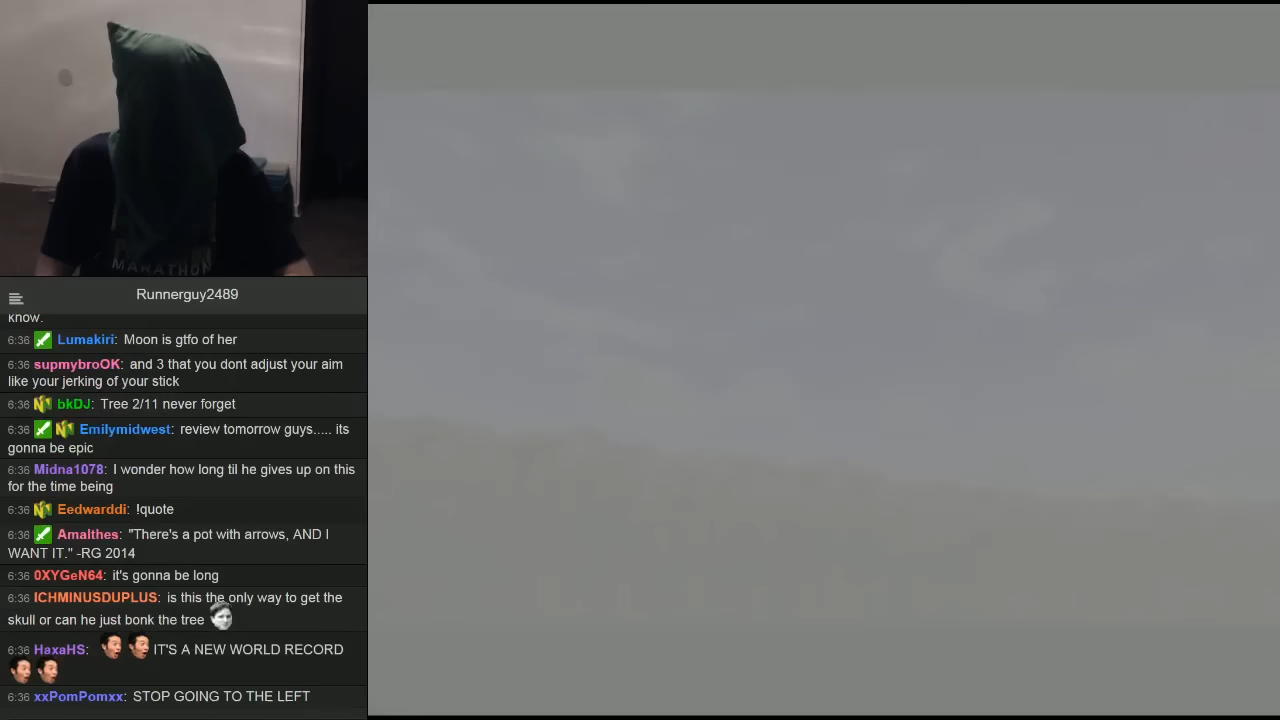 MARATHON
Runnerguy2489
know.
6:36 Lumakiri: Moon is gtfo of her
6:36 supmybroOK: and 3 that you dont adjust your aim
like your jerking of your stick
6:36 bkDJ: Tree 2/11 never forget
6:36 Emilymidwest: review tomorrow guys..... its
gonna be epic
6:36 Midna1078: I wonder how long til he gives up on this
for the time being
6:36 Eedwarddi: !quote
6:36 Amalthes: "There's a pot with arrows, AND I
WANT IT." -RG 2014
6:36 0XYGeN64: it's gonna be long
6:36 ICHMINUSDUPLUS: is this the only way to get the
skull or can he just bonk the tree
6:36 HaxaHS: IT'S A NEW WORLD RECORD
6:36 xxPomPomxx: STOP GOING TO THE LEFT